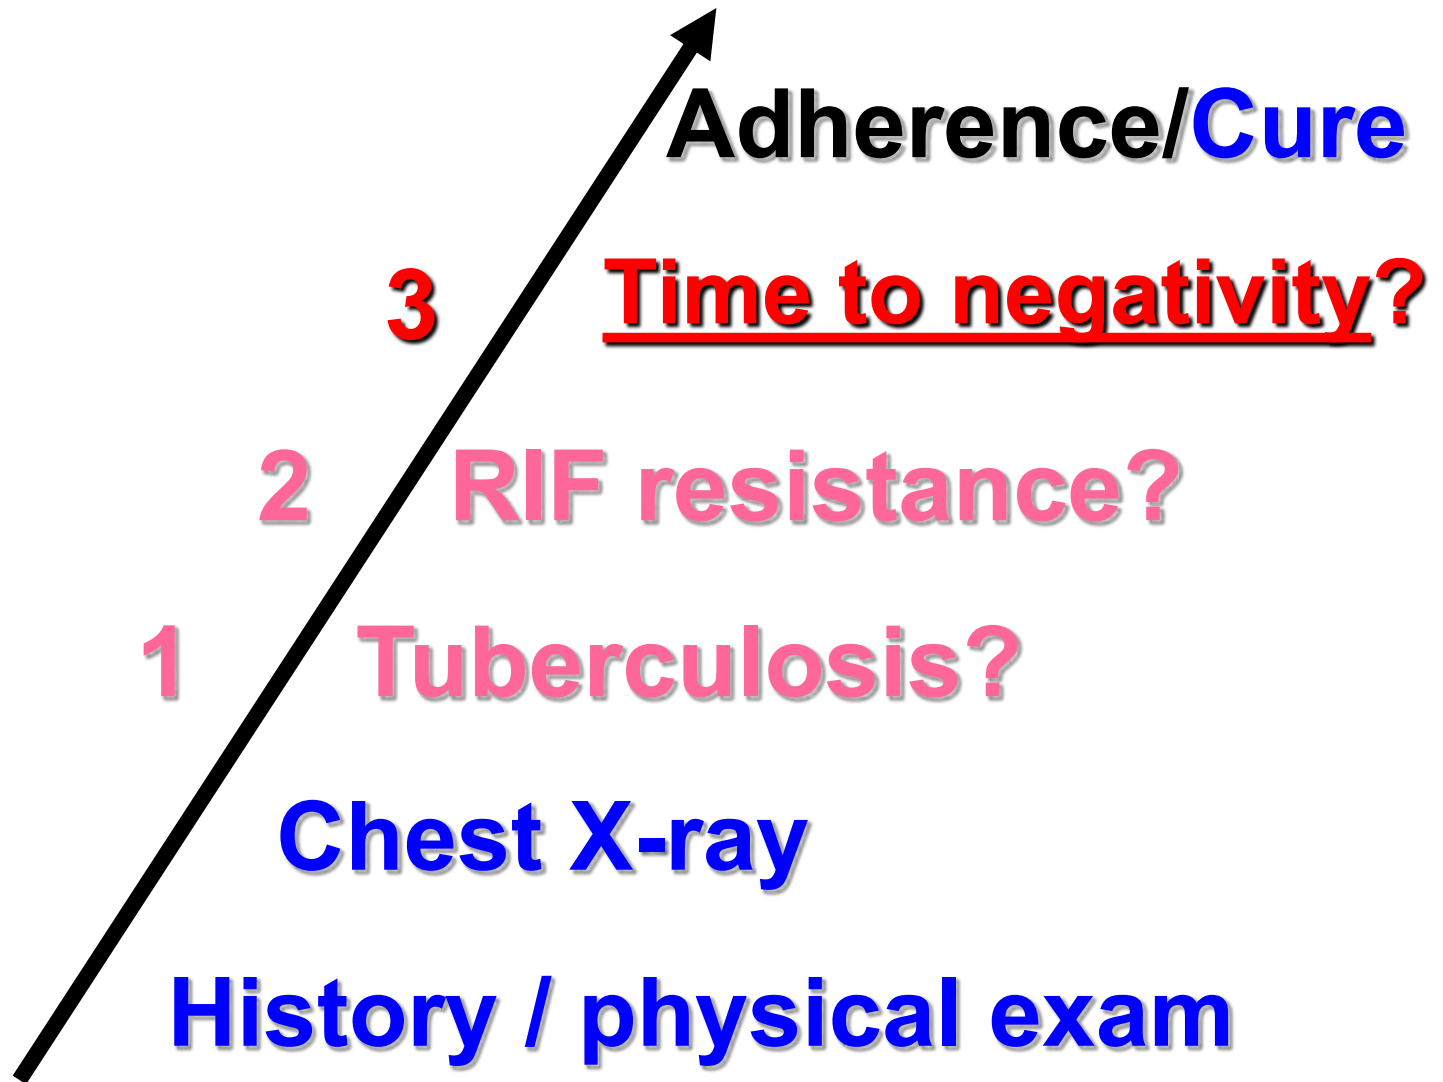 Adherence/Cure
3 Time to negativity?
2 RIF resistance?
1 Tuberculosis?
Chest X-ray
History / physical exam